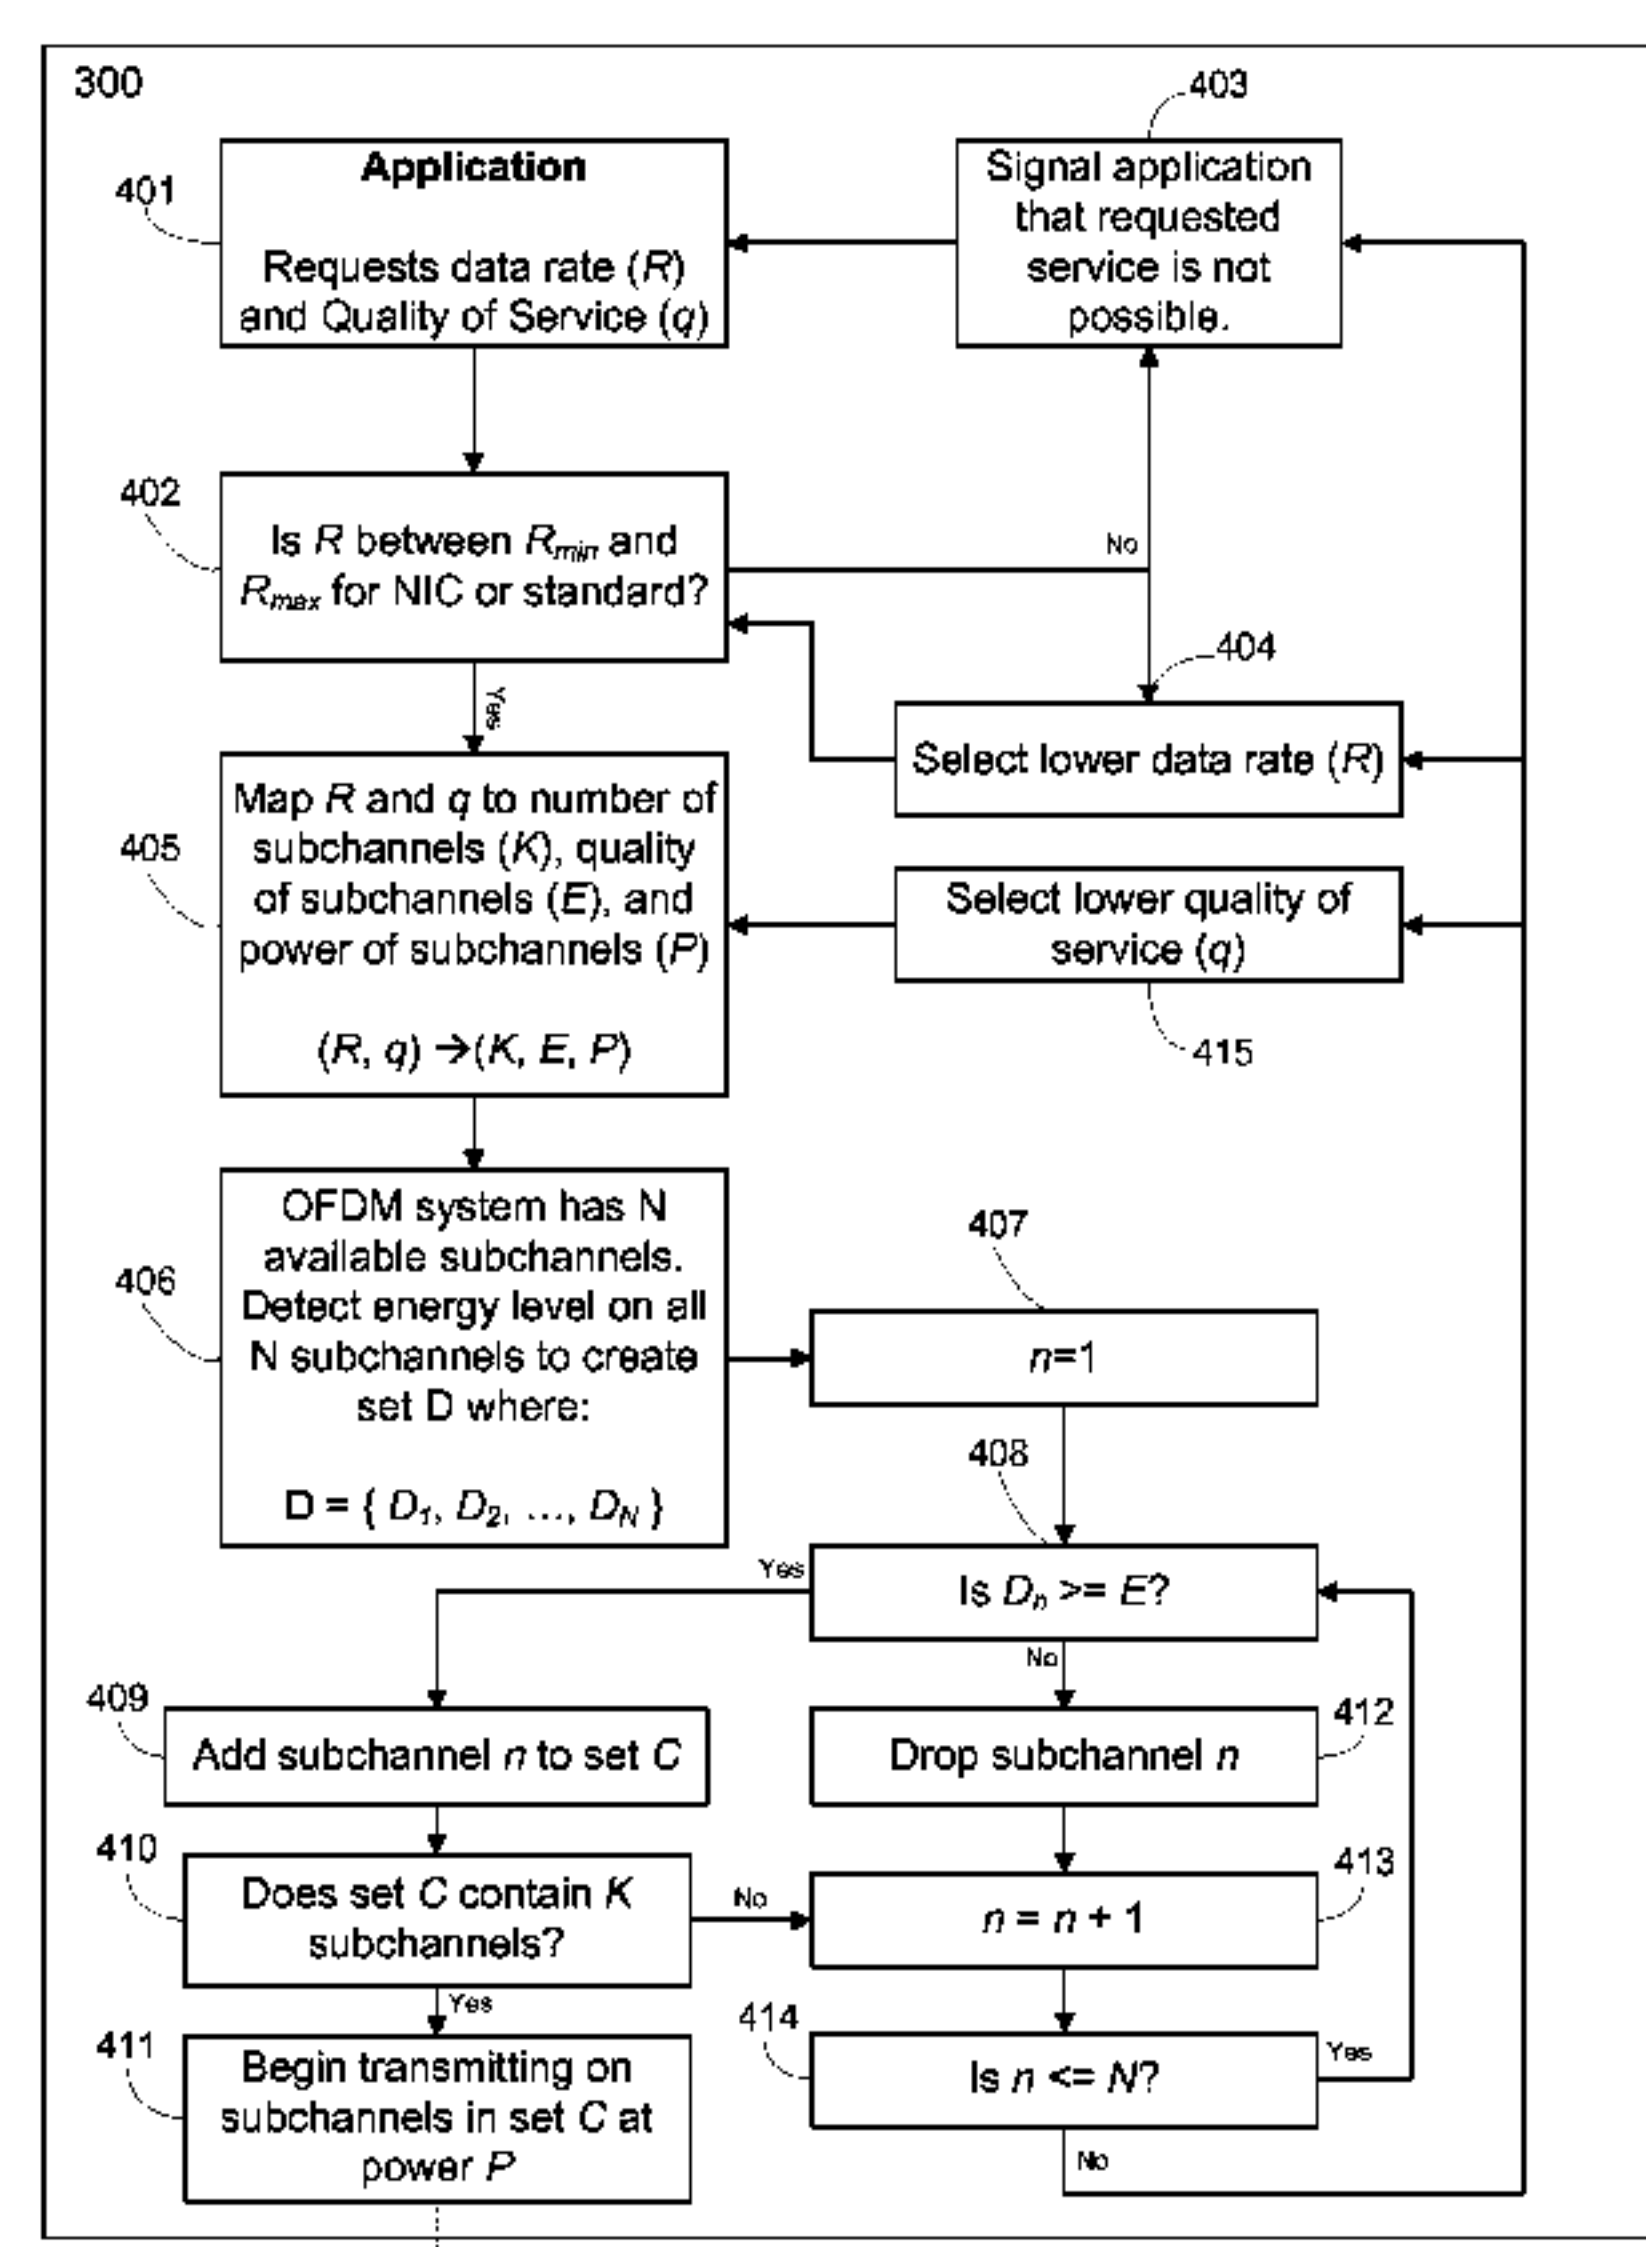 300
403
401
Application
Requests data rate (R)
and Quality of Service (q)
Signal application
that requested
service is not
possible.
402
Is R between Rmin and
Rmax for NIC or standard?
No
404
Yes
Select lower data rate (R)
405
Map R and q to number of
subchannels (K), quality
of subchannels (E), and
power of subchannels (P)
(R, q) →(K, E, P)
Select lower quality of
service (q)
415
406
OFDM system has N
available subchannels.
Detect energy level on all
N subchannels to create
set D where:
D = { D1, D2, ..., DN }
407
n=1
408
Is Dn >= E?
Yes
No
409
Add subchannel n to set C
412
Drop subchannel n
410
Does set C contain K
subchannels?
No
413
n = n + 1
Yes
411
Begin transmitting on
subchannels in set C at
power P
414
Is n <= N?
Yes
No